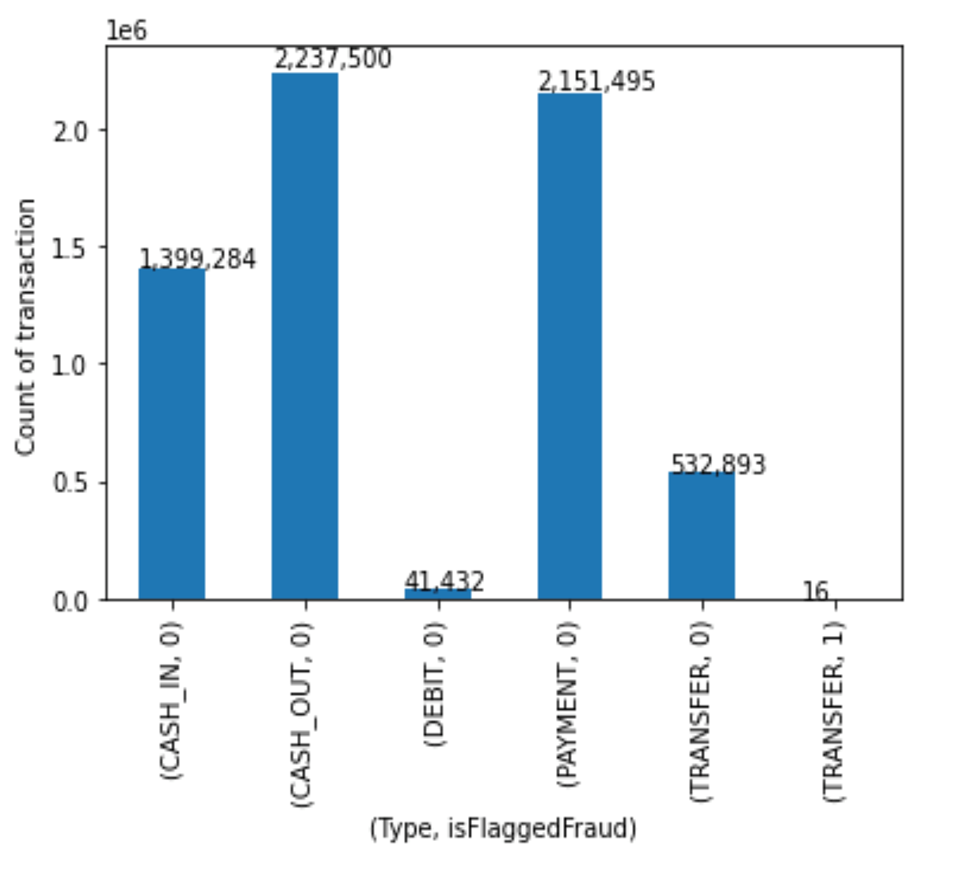 1e6
2,237,500
2,151,495
2.0
1.5
1,399,284
1.0
532,893
0.5
41,432
16
0.0
Count of transaction
(CASH_IN, 0)
(CASH_OUT, 0)
(DEBIT, 0)
(PAYMENT, 0)
(TRANSFER, 0)
(TRANSFER, 1)
(Type, isFlaggedFraud)